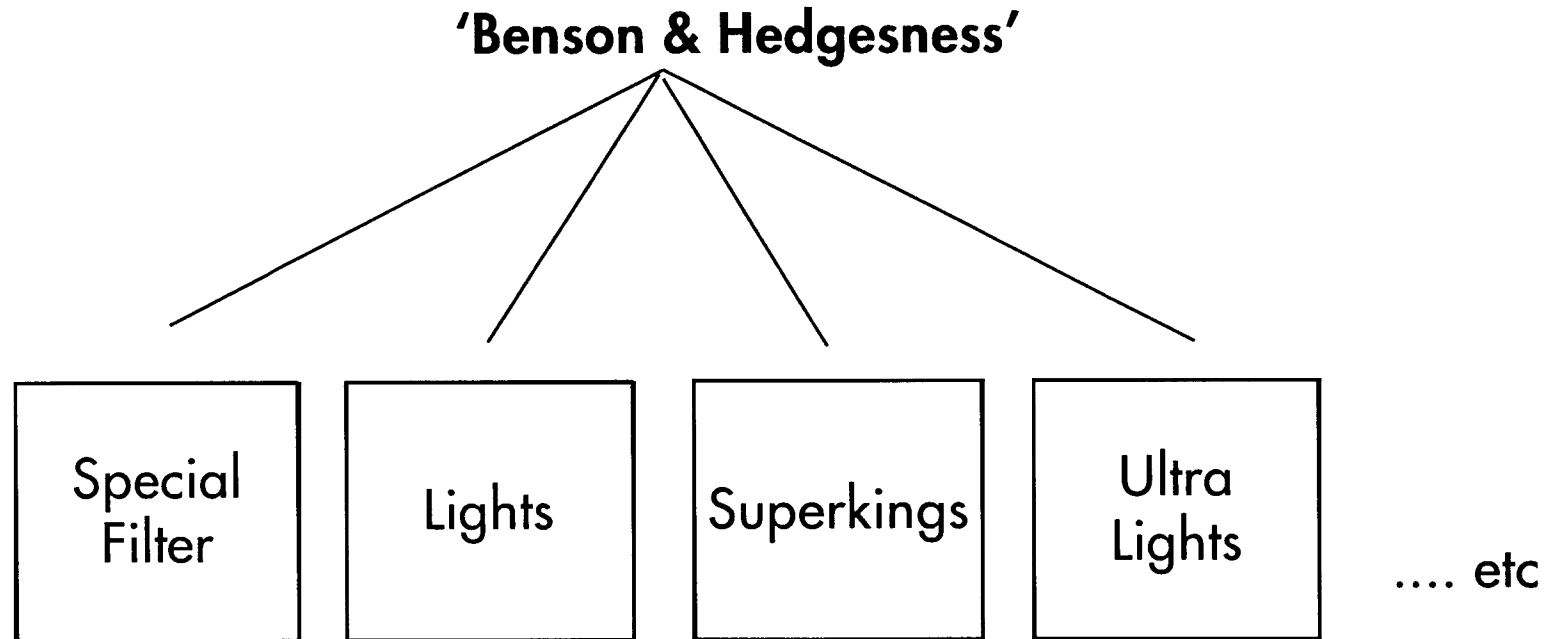 ‘Benson & Hedgesness’
Special
Filter
Lights
Superkings
Ultra
Lights
.... etc